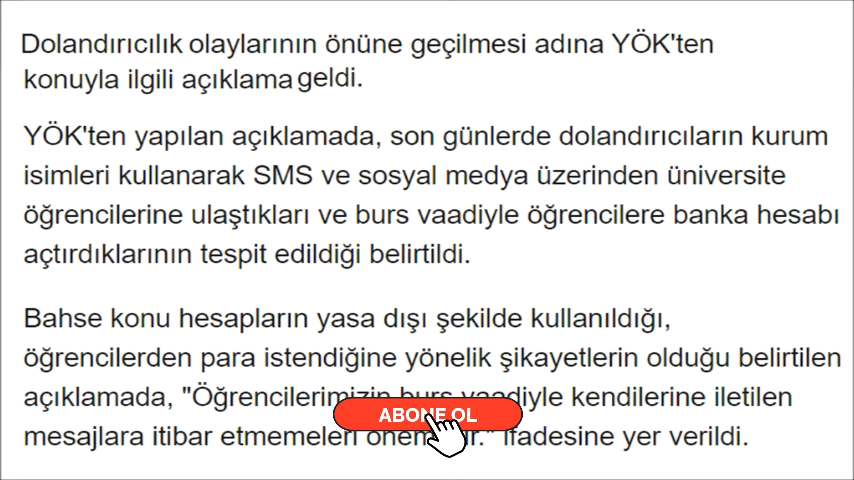 Dolandırıcılık olaylarının önüne geçilmesi adına YÖK'ten
konuyla ilgili açıklama geldi.
YÖK'ten yapılan açıklamada, son günlerde dolandırıcıların kurum
isimleri kullanarak SMS ve sosyal medya üzerinden üniversite
öğrencilerine ulaştıkları ve burs vaadiyle öğrencilere banka hesabı
açtırdıklarının tespit edildiği belirtildi.
Bahse konu hesapların yasa dışı şekilde kullanıldığı,
öğrencilerden para istendiğine yönelik şikayetlerin olduğu belirtilen
açıklamada, "Öğrencilerimizin burs vaadiyle kendilerine iletilen
ABONE OL
mesajlara itibar etmemeleri ifadesine yer verildi.